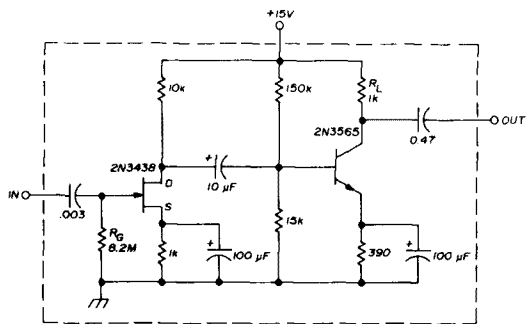 +15V
10k
150k
RL
1k
2N3565
OUT
0.47
2N3438
D
+
10 µF
IN
.003
S
RG
8.2M
1k
+
100 µF
15k
390
+
100 µF